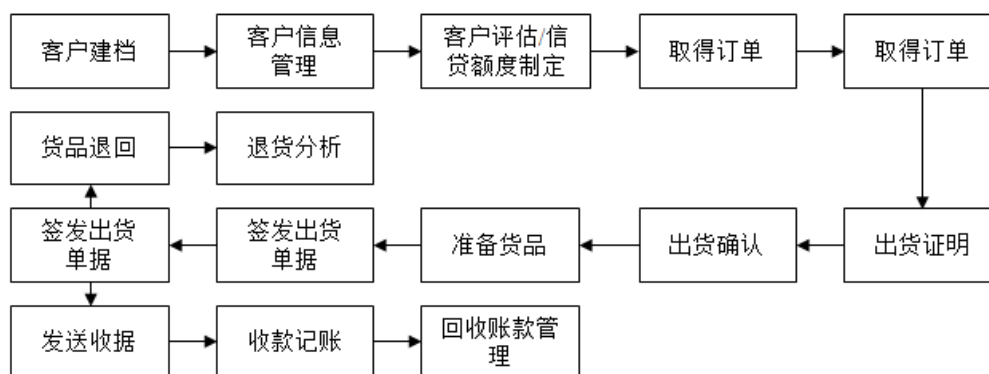 客户建档
客户信息
管理
客户评估/信
贷额度制定
取得订单
取得订单
货品退回
退货分析
签发出货
单据
签发出货
单据
准备货品
出货确认
出货证明
发送收据
收款记账
回收账款管
理